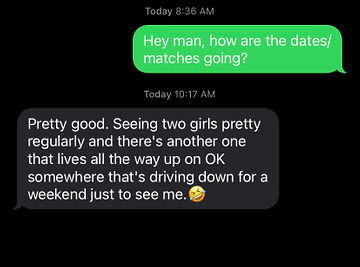 Today 8:36 AM
Hey man, how are the dates/
matches going?
Today 10:17 AM
Pretty good. Seeing two girls pretty
regularly and there's another one
that lives all the way up on OK
somewhere that's driving down for a
weekend just to see me.🤣